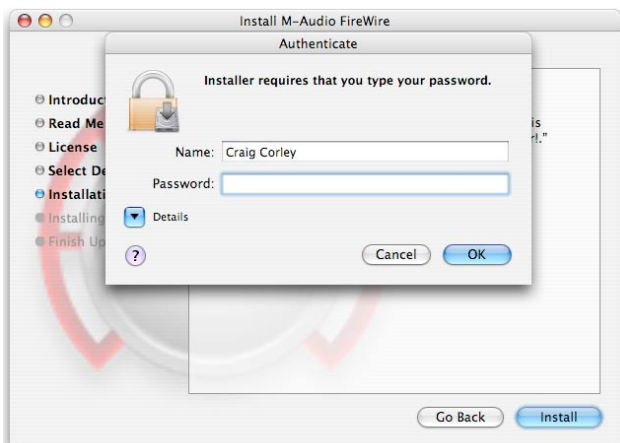 Install M-Audio FireWire
Authenticate
Installer requires that you type your password.
Introduc
Read Me
License
Select De
Installati
Installing
Finish Up
is
r!."
Name: Craig Corley
Password:
Details
?
Cancel OK
Go Back Install